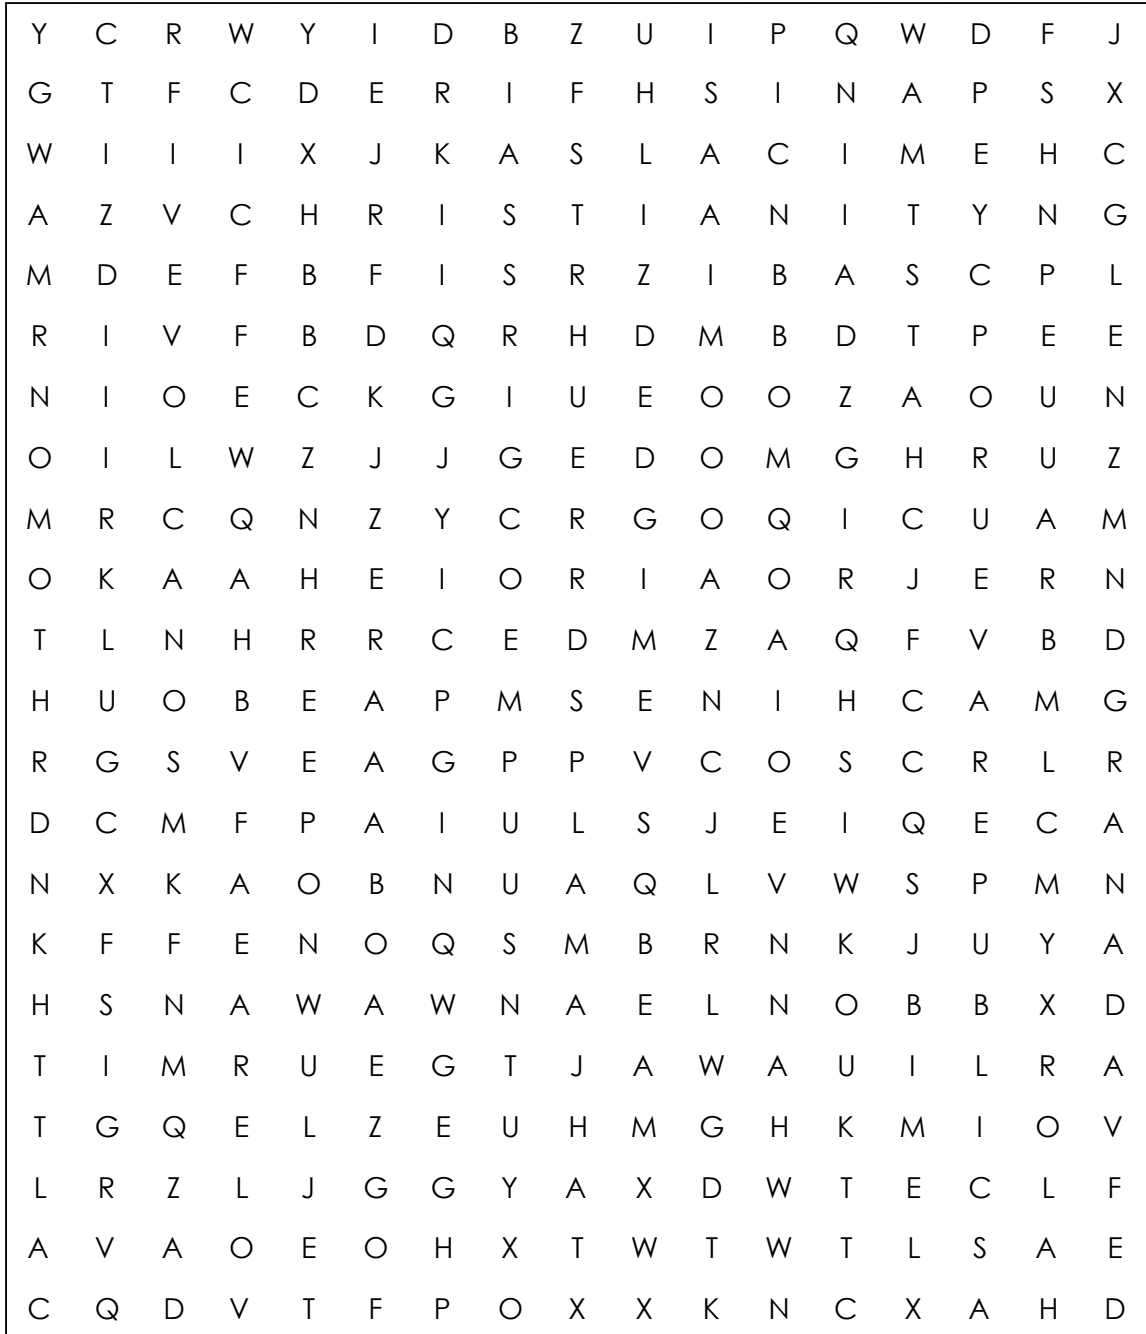 Y C R W Y I D B Z U I P Q W D F J
G T F C D E R I F H S I N A P S X
W I I I X J K A S L A C I M E H C
A Z V C H R I S T I A N I T Y N G
M D E F B F I S R Z I B A S C P L
R I V F B D Q R H D M B D T P E E
N I O E C K G I U E O O Z A O U N
O I L W Z J J G E D O M G H R U Z
M R C Q N Z Y C R G O Q I C U A M
O K A A H E I O R I A O R J E R N
T L N H R R C E D M Z A Q F V B D
H U O B E A P M S E N I H C A M G
R G S V E A G P P V C O S C R L R
D C M F P A I U L S J E I Q E C A
N X K A O B N U A Q L V W S P M N
K F F E N O Q S M B R N K J U Y A
H S N A W A W N A E L N O B B X D
T I M R U E G T J A W A U I L R A
T G Q E L Z E U H M G H K M I O V
L R Z L J G G Y A X D W T E C L F
A V A O E O H X T W T W T L S A E
C Q D V T F P O X X K N C X A H D